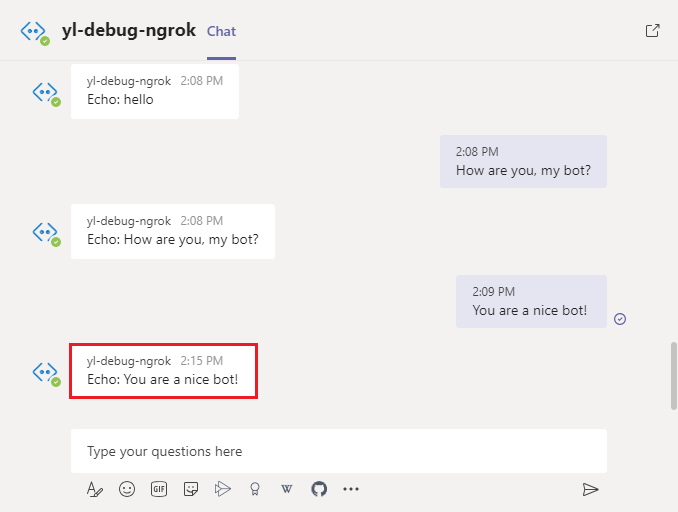 yl-debug-ngrok Chat
yl-debug-ngrok 2:08 PM
Echo: hello
2:08 PM
How are you, my bot?
yl-debug-ngrok 2:08 PM
Echo: How are you, my bot?
2:09 PM
You are a nice bot!
yl-debug-ngrok 2:15 PM
Echo: You are a nice bot!
Type your questions here
GIF
W